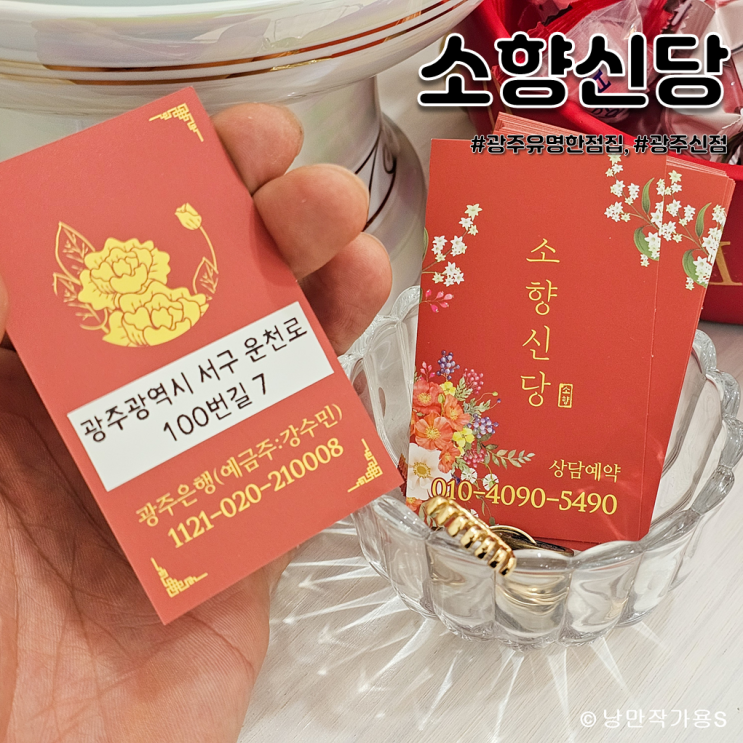 소향신당
#광주유명한점집, #광주신점
광주광역시 서구 운천로
100번길 7
광주은행(예금주:강수민)
1121-020-210008
소향신당
소향
상담예약
010-4090-5490
© 낭만작가용S